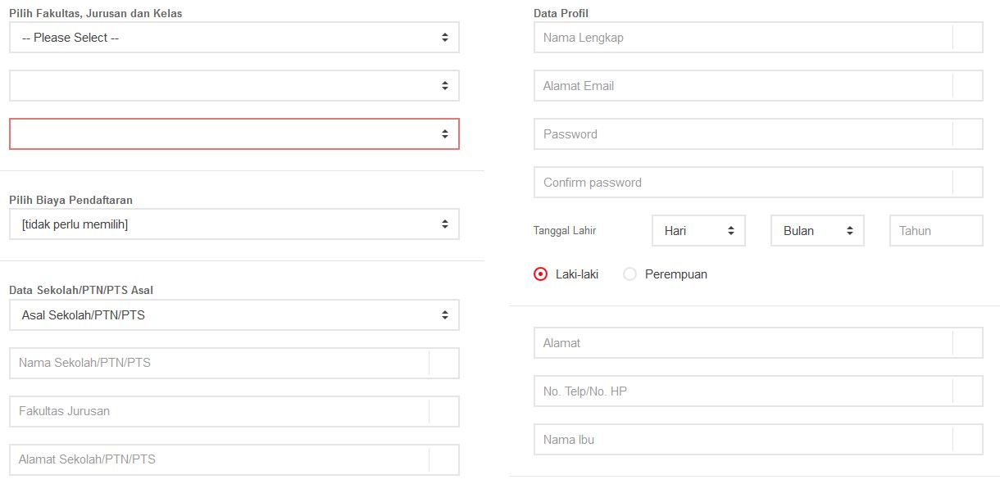 Pilih Fakultas, Jurusan dan Kelas
-- Please Select --
Pilih Biaya Pendaftaran
[tidak perlu memilih]
Data Sekolah/PTN/PTS Asal
Asal Sekolah/PTN/PTS
Nama Sekolah/PTN/PTS
Fakultas Jurusan
Alamat Sekolah/PTN/PTS
Data Profil
Nama Lengkap
Alamat Email
Password
Confirm password
Tanggal Lahir Hari Bulan Tahun
Laki-laki Perempuan
Alamat
No. Telp/No. HP
Nama Ibu